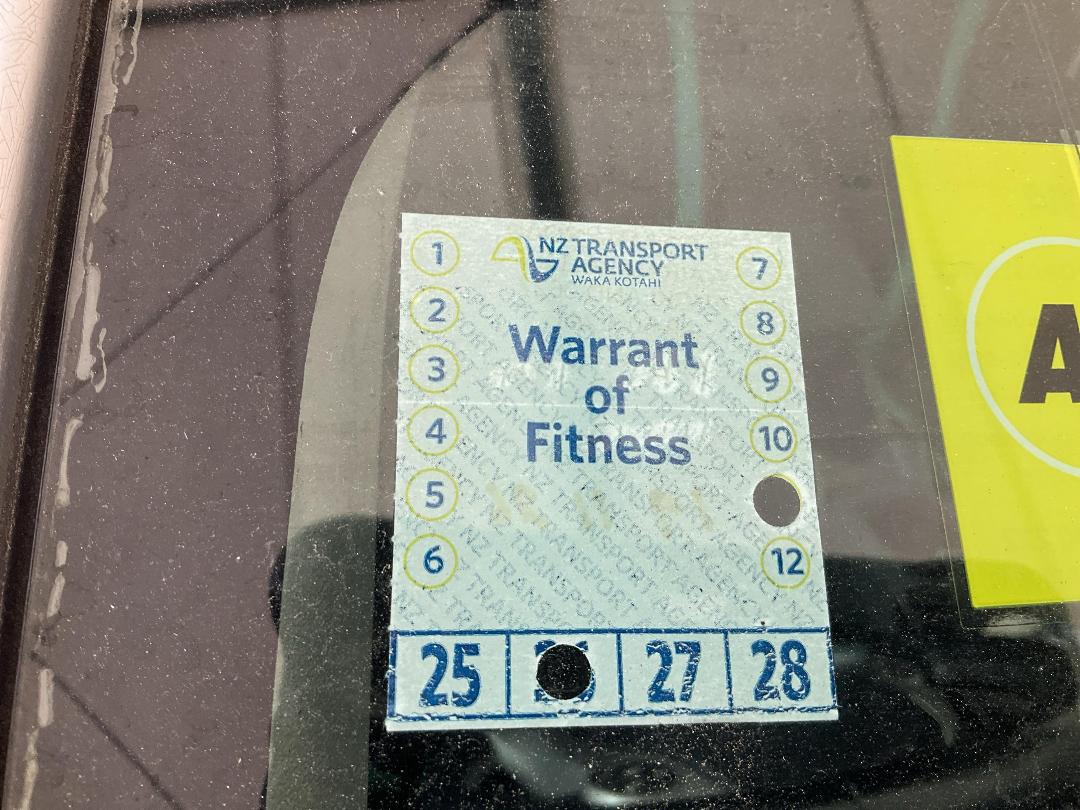 NZ TRANSPORT
AGENCY
WAKA KOTAHI
Warrant
of
Fitness
1
2
3
4
5
6
7
8
9
10
12
25
27
28
A